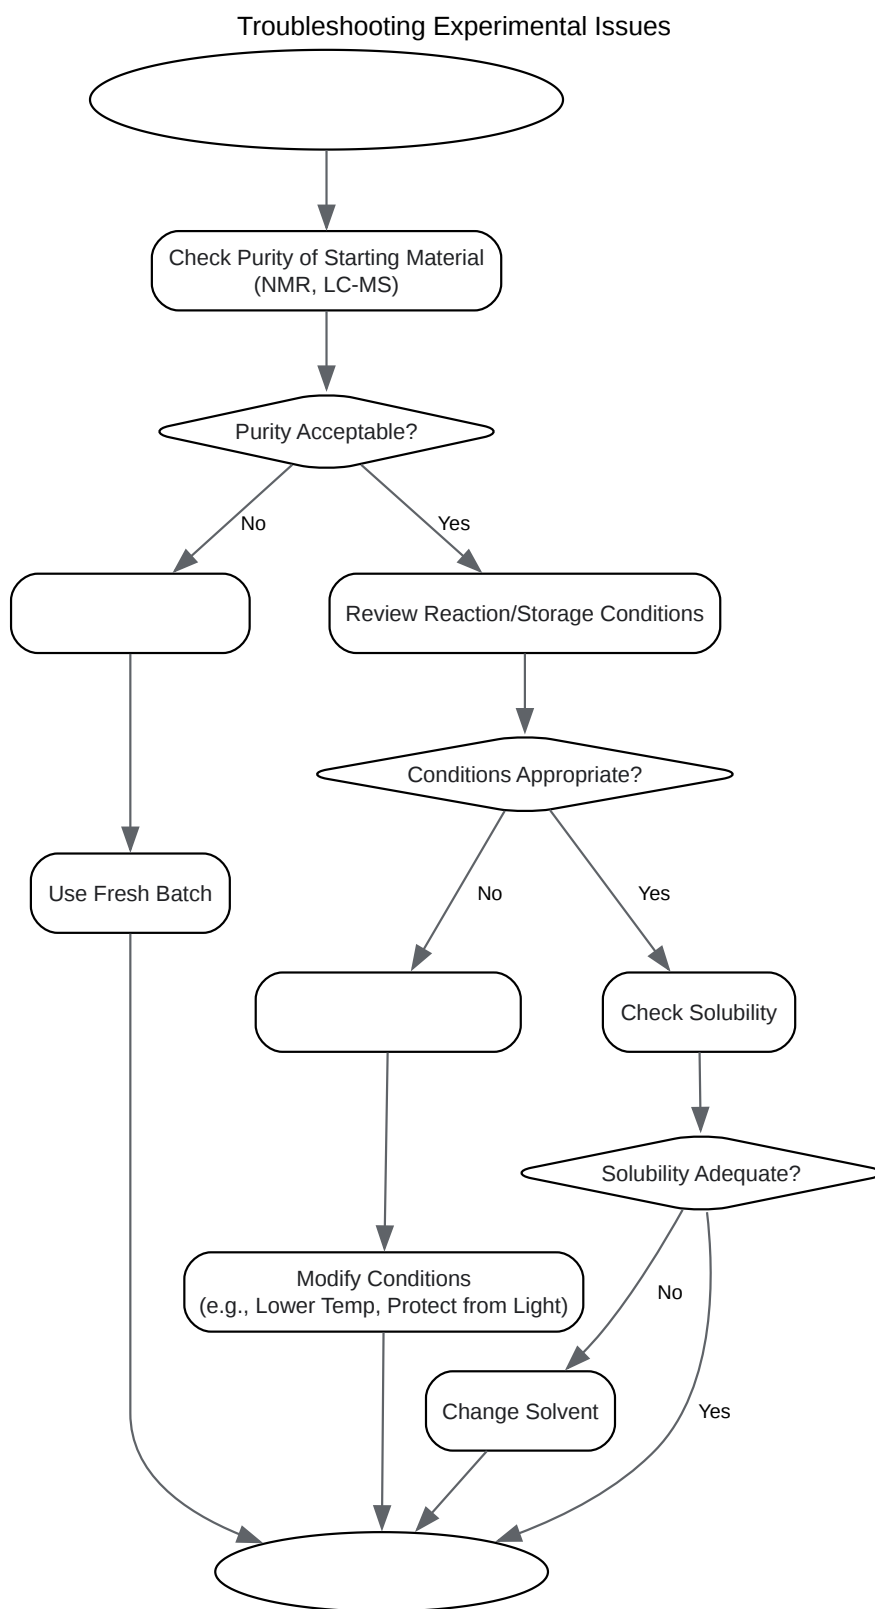 Troubleshooting Experimental Issues
Check Purity of Starting Material
(NMR, LC-MS)
Purity Acceptable?
No
Yes
Review Reaction/Storage Conditions
Conditions Appropriate?
Use Fresh Batch
No
Yes
Check Solubility
Solubility Adequate?
Modify Conditions
(e.g., Lower Temp, Protect from Light)
No
Change Solvent
Yes